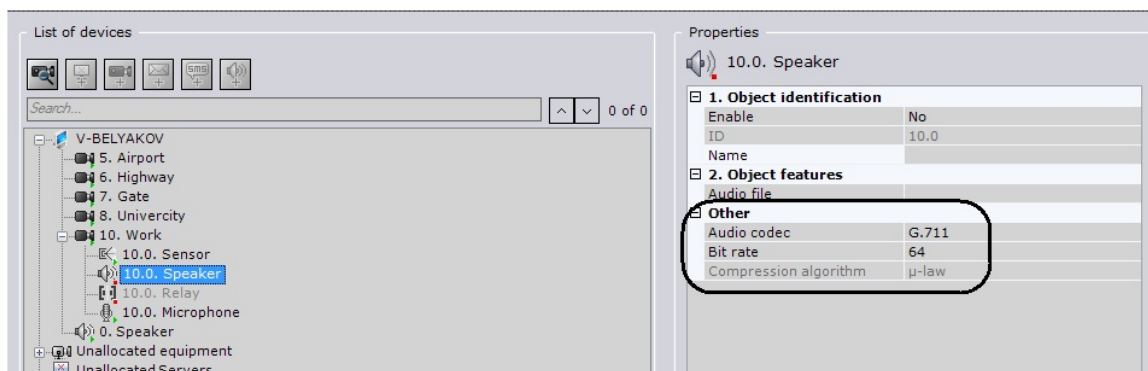 List of devices
SMS
Search...
0 of 0
V-BELYAKOV
5. Airport
6. Highway
7. Gate
8. Univercity
10. Work
10.0. Sensor
10.0. Speaker
10.0. Relay
10.0. Microphone
0. Speaker
Unallocated equipment
Unallocated Servers
Properties
10.0. Speaker
1. Object identification
Enable No
ID 10.0
Name
2. Object features
Audio file
Other
Audio codec G.711
Bit rate 64
Compression algorithm μ-law